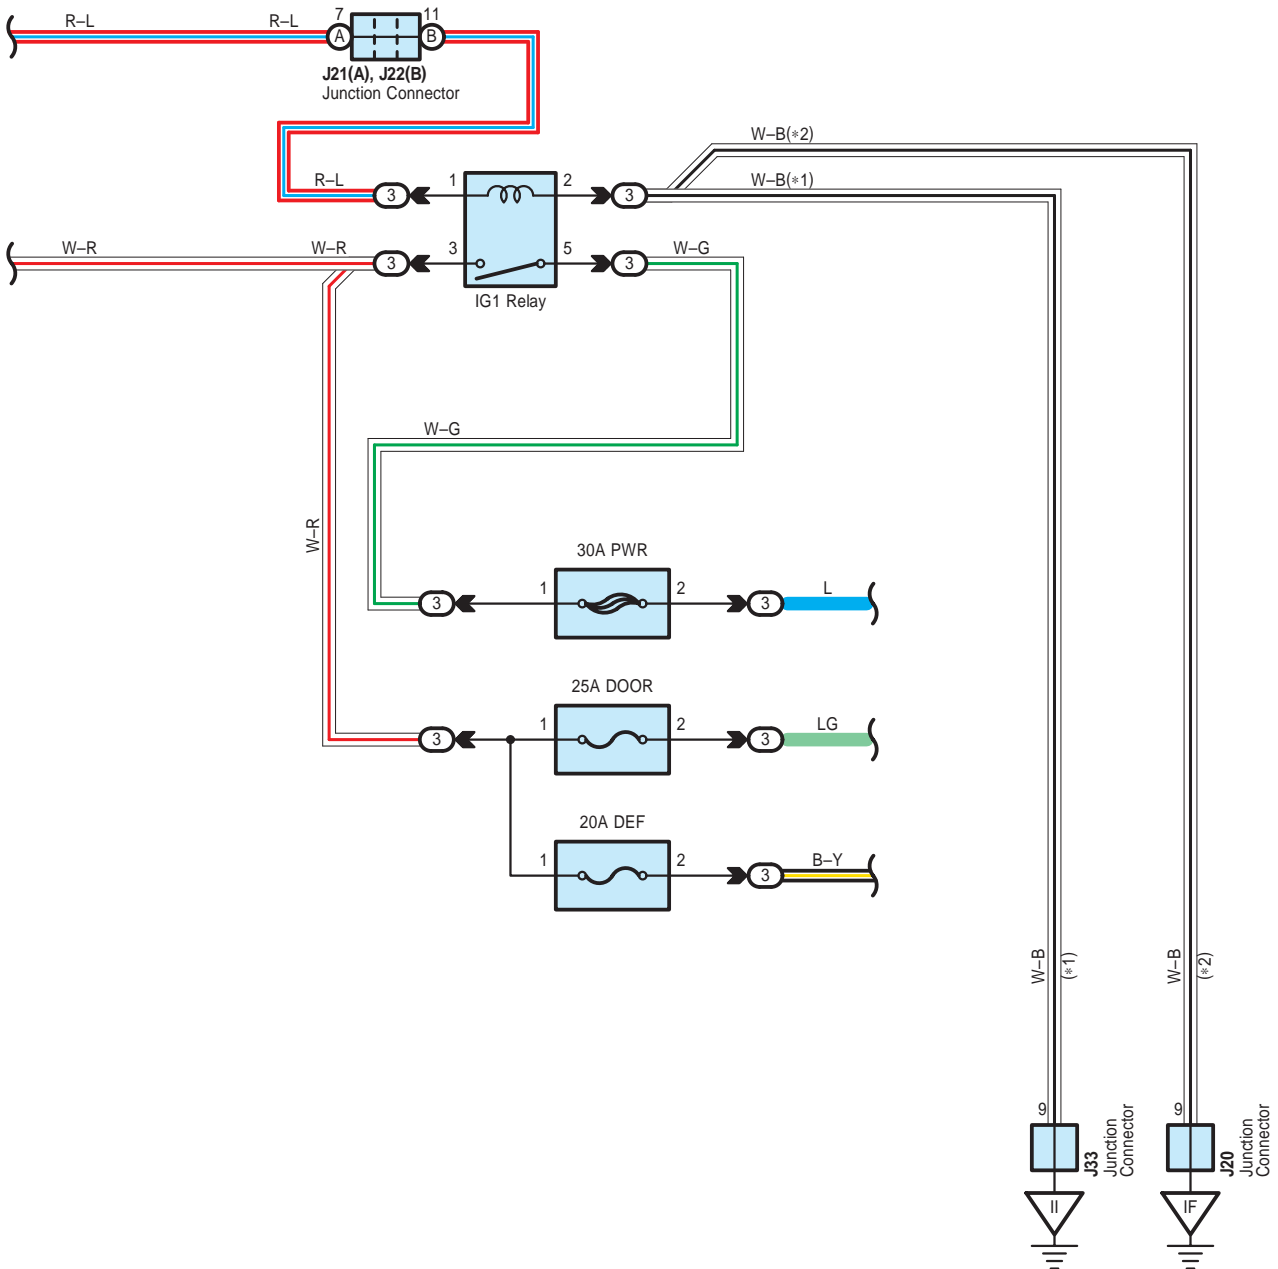 R–L
R–L
7
A
11
B
J21(A), J22(B)
Junction Connector
W–B(∗2)
R–L
3
1
2
3
W–B(∗1)
W–R
W–R
3
3
5
3
W–G
IG1 Relay
W–G
W–R
30A PWR
3
1
2
3
L
25A DOOR
3
1
2
3
LG
20A DEF
1
2
3
B–Y
W–B
(∗1)
W–B
(∗2)
9
J33
Junction
Connector
9
J20
Junction
Connector
II
IF